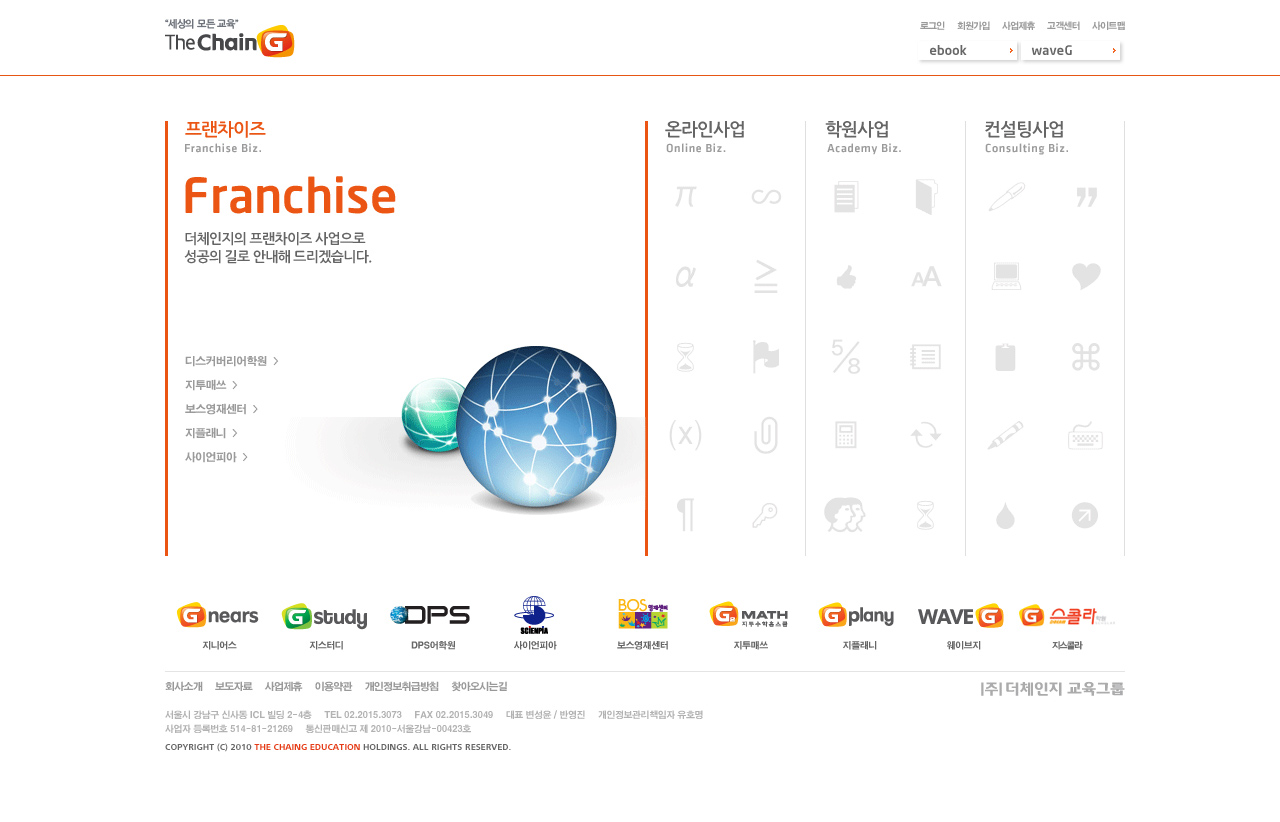 "세상의 모든 교육"
The Chain G
로그인 회원가입 사업제휴 고객센터 사이트맵
ebook waveG
프랜차이즈
Franchise Biz.
온라인사업
Online Biz.
학원사업
Academy Biz.
컨설팅사업
Consulting Biz.
Franchise
더체인지의 프랜차이즈 사업으로
성공의 길로 안내해 드리겠습니다.
디스커버리어학원
지투매쓰
보스영재센터
지플래니
사이언피아
π
α ≧
AA
5/8
(x)
¶
G nears
G study
DPS
SCIENPIA
BOS 영재센터
G MATH
지투수학홈스쿨
G plany
WAVE G
G 스콜라 학원
지니어스 지스터디 DPS어학원 사이언피아 보스영재센터 지투매쓰 지플래니 웨이브지 지스콜라
회사소개 보도자료 사업제휴 이용약관 개인정보취급방침 찾아오시는길
(주)더체인지 교육그룹
서울시 강남구 신사동 ICL 빌딩 2-4층 TEL 02.2015.3073 FAX 02.2015.3049 대표 변성윤 / 반영진 개인정보관리책임자 유호명
사업자 등록번호 514-81-21269 통신판매신고 제 2010-서울강남-00423호
COPYRIGHT (C) 2010 THE CHAING EDUCATION HOLDINGS. ALL RIGHTS RESERVED.